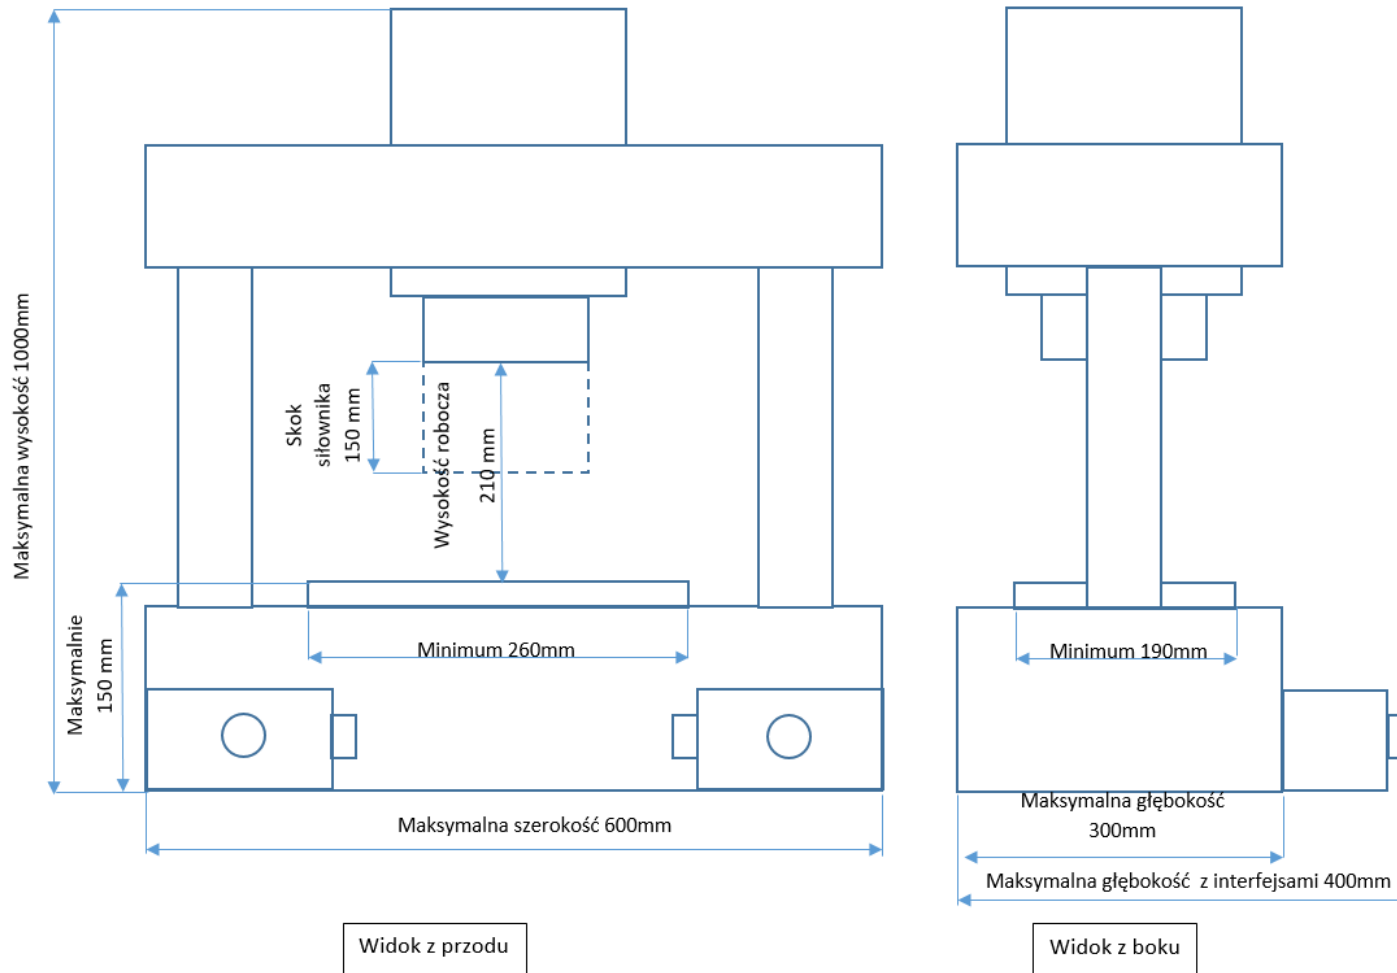 Maksymalna wysokość 1000mm
Skok
siłownika
150 mm
Wysokość robocza
210 mm
Maksymalnie
150 mm
Minimum 260mm
Maksymalna szerokość 600mm
Widok z przodu
Minimum 190mm
Maksymalna głębokość
300mm
Maksymalna głębokość z interfejsami 400mm
Widok z boku